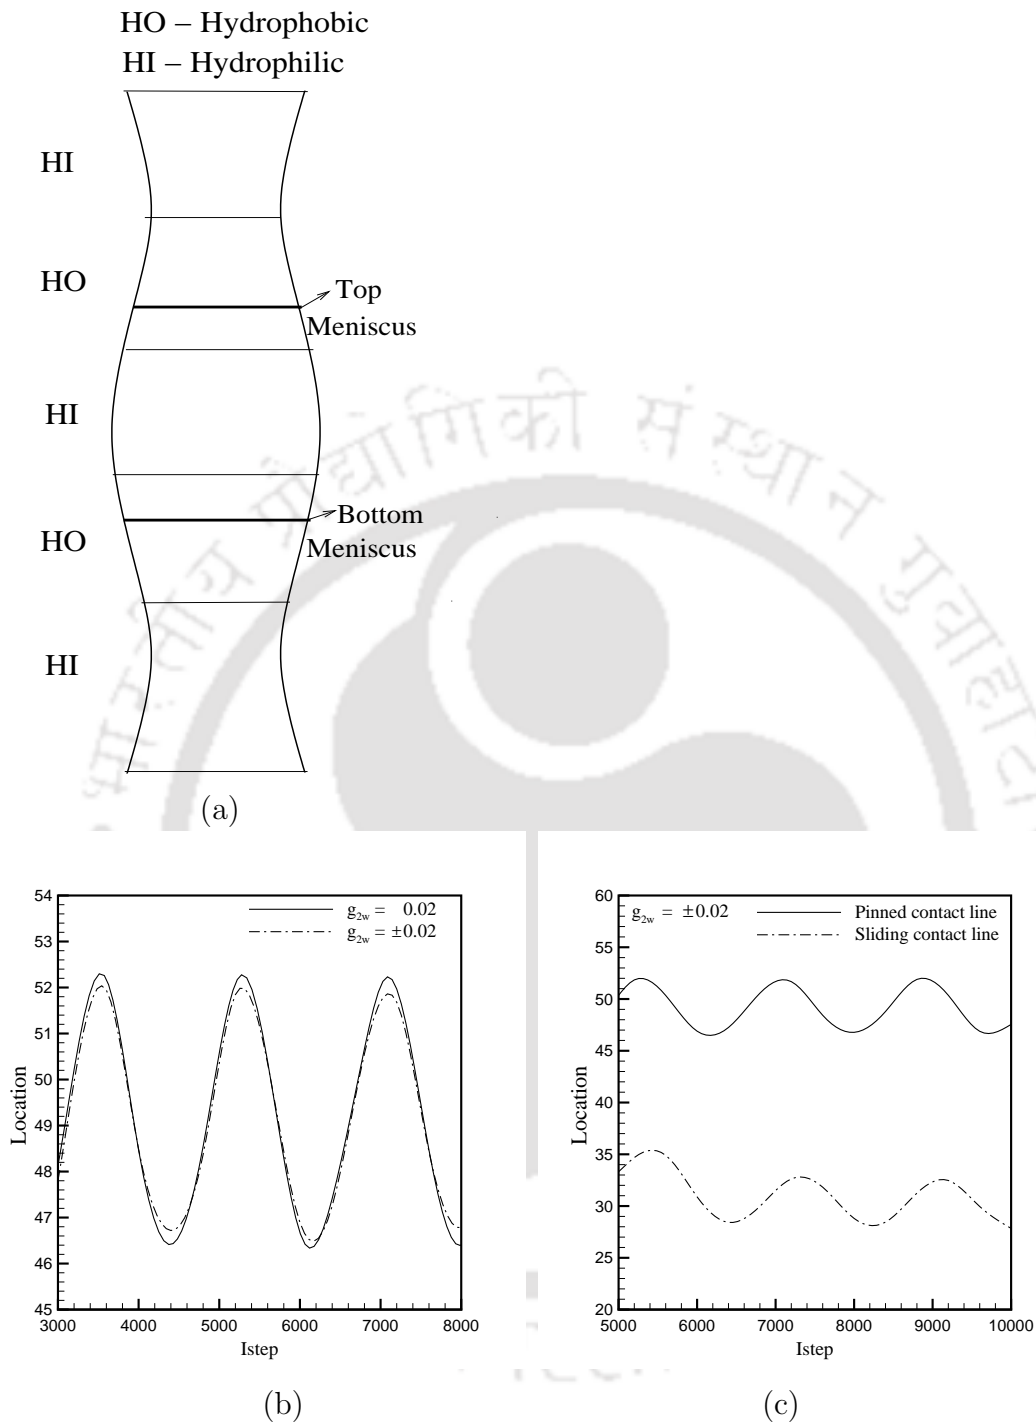 HO – Hydrophobic
HI – Hydrophilic
HI
HO
Top
Meniscus
HI
Bottom
HO
Meniscus
HI
(a)
54
53
52
51
50
49
48
47
46
45
Location
g2w = 0.02
g2w = ±0.02
3000 4000 5000 6000 7000 8000
Istep
(b)
60
55
50
45
40
35
30
25
20
Location
g2w = ±0.02
Pinned contact line
Sliding contact line
5000 6000 7000 8000 9000 10000
Istep
(c)